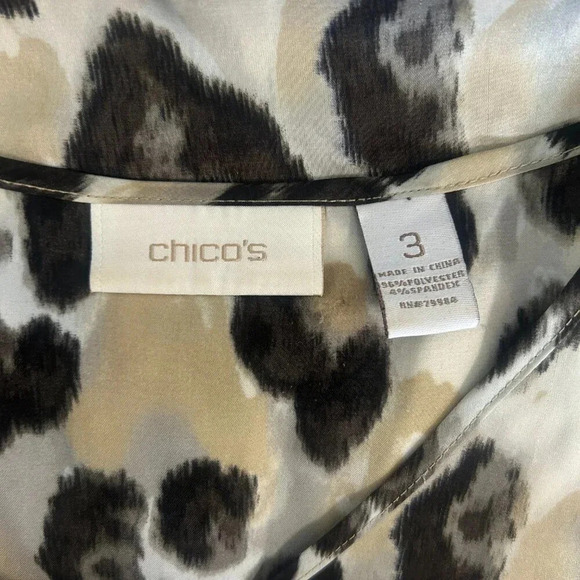 chico's
3
MADE IN CHINA
96%POLYESTER
4%SPANDEX
RN#79984